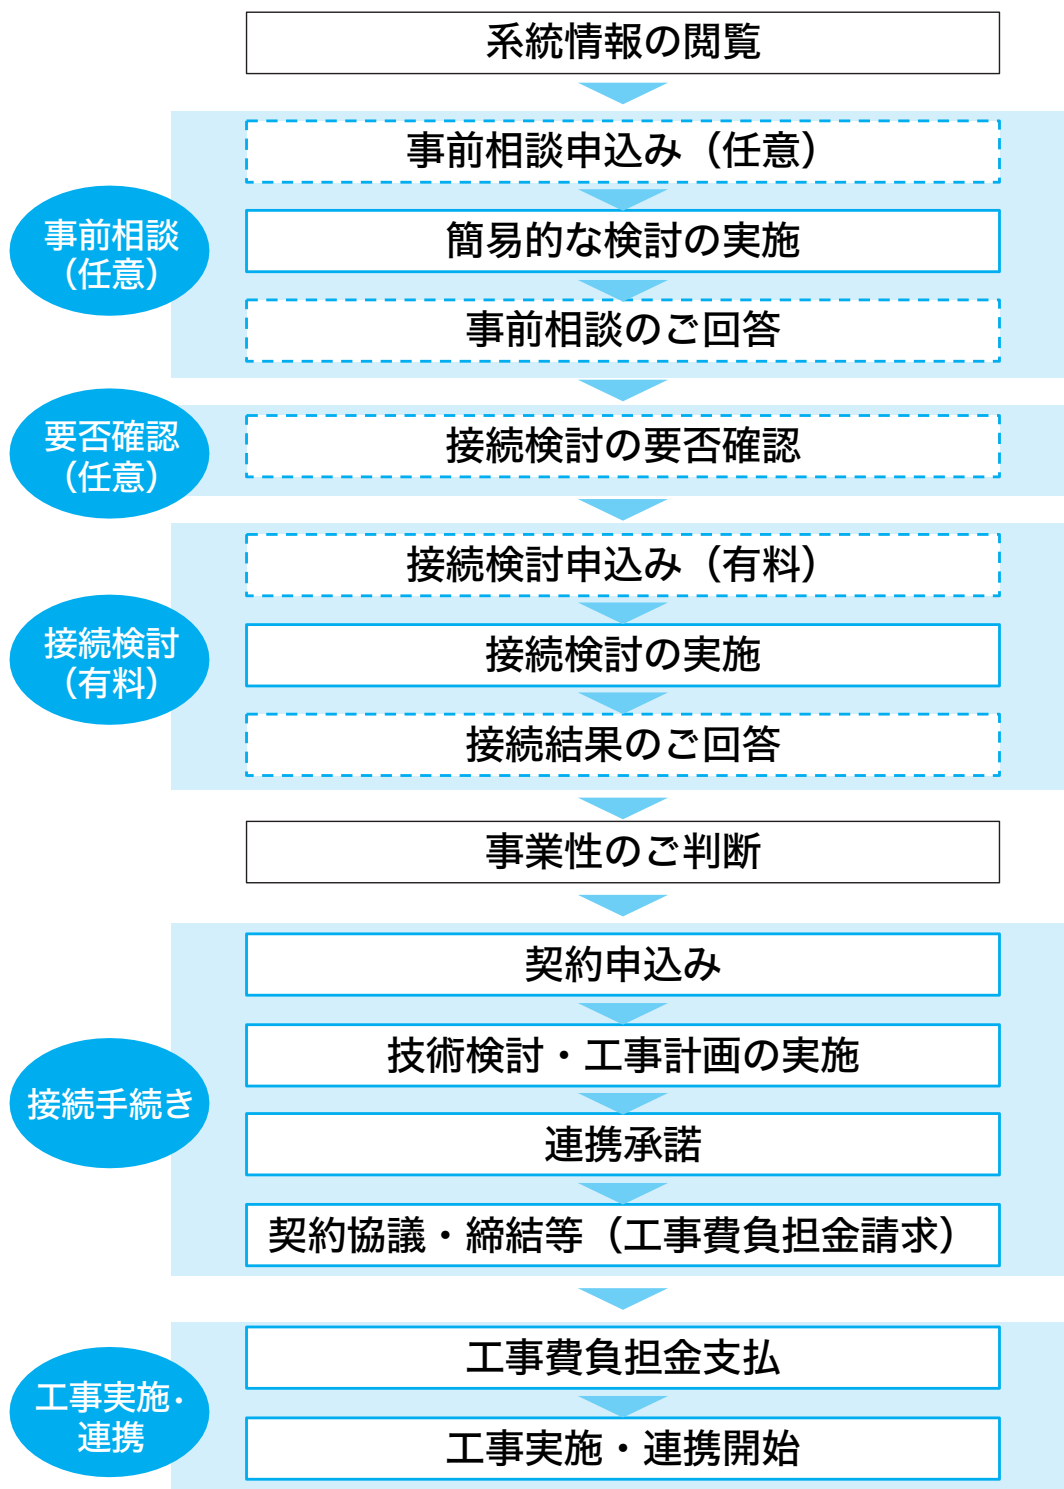 系統情報の閲覧
事前相談
（任意）
事前相談申込み（任意）
簡易的な検討の実施
事前相談のご回答
要否確認
（任意）
接続検討の要否確認
接続検討
（有料）
接続検討申込み（有料）
接続検討の実施
接続結果のご回答
事業性のご判断
接続手続き
契約申込み
技術検討・工事計画の実施
連携承諾
契約協議・締結等（工事費負担金請求）
工事実施・
連携
工事費負担金支払
工事実施・連携開始